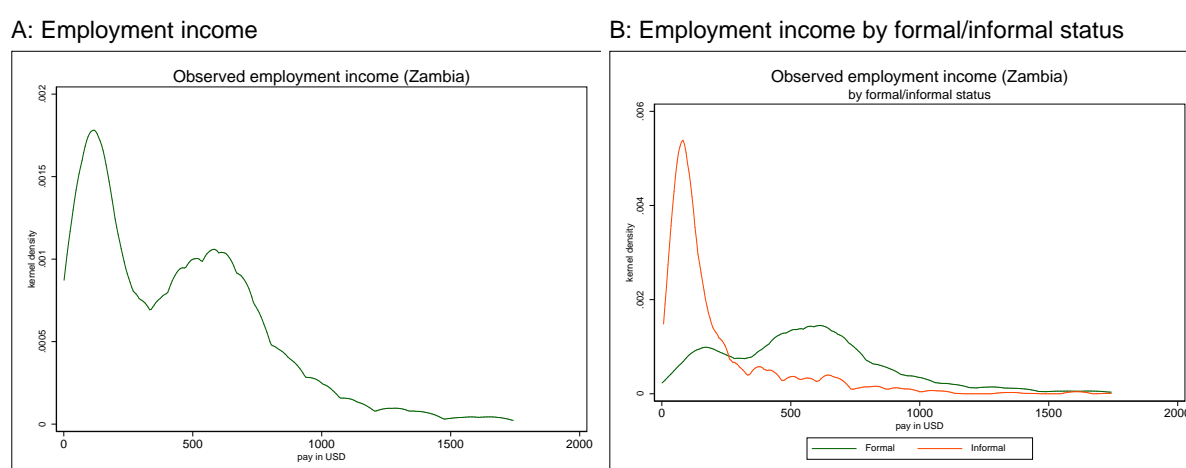 A: Employment income
Observed employment income (Zambia)
kernel density
.002
.0015
.001
.0005
0
0 500 1000 1500 2000
pay in USD
B: Employment income by formal/informal status
Observed employment income (Zambia)
by formal/informal status
kernel density
.006
.004
.002
0
0 500 1000 1500 2000
pay in USD
Formal Informal